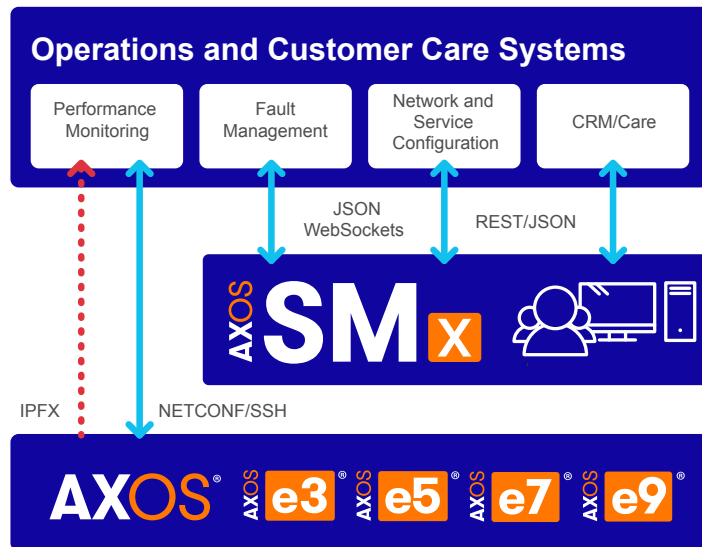 Operations and Customer Care Systems
Performance
Monitoring
Fault
Management
Network and
Service
Configuration
CRM/Care
JSON
WebSockets
REST/JSON
AXOS
SMx
IPFX
NETCONF/SSH
AXOS®
AXOS e3®
AXOS e5®
AXOS e7®
AXOS e9®